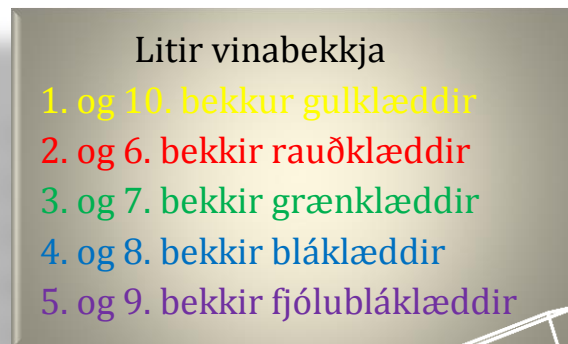 Litir vinabekkja
1. og 10. bekkur gulklæddir
2. og 6. bekkir rauðklæddir
3. og 7. bekkir grænklæddir
4. og 8. bekkir bláklæddir
5. og 9. bekkir fjólubláklæddir